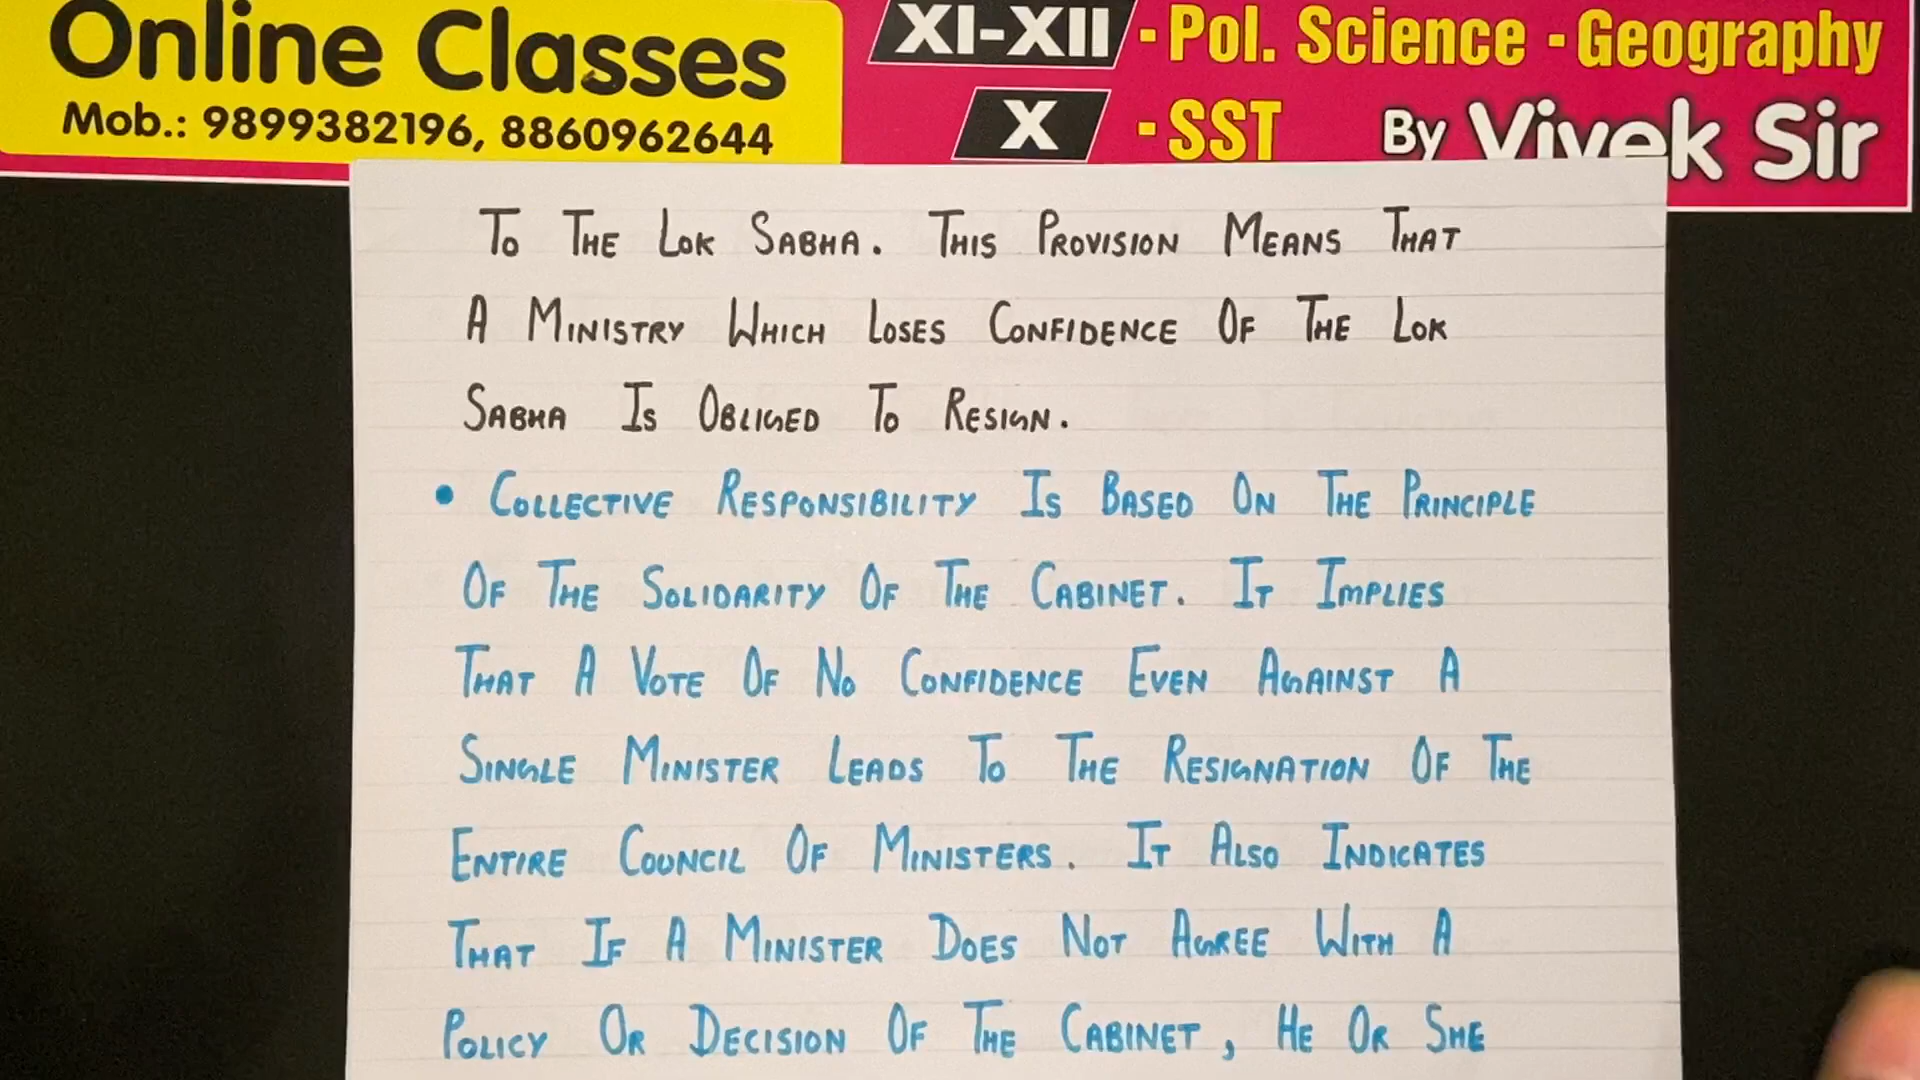 Online Classes
Mob.: 9899382196, 8860962644
XI-XII - Pol. Science - Geography
X - SST By Vivek Sir
TO THE LOK SABHA. THIS PROVISION MEANS THAT
A MINISTRY WHICH LOSES CONFIDENCE OF THE LOK
SABHA IS OBLIGED TO RESIGN.
• COLLECTIVE RESPONSIBILITY IS BASED ON THE PRINCIPLE
OF THE SOLIDARITY OF THE CABINET. IT IMPLIES
THAT A VOTE OF NO CONFIDENCE EVEN AGAINST A
SINGLE MINISTER LEADS TO THE RESIGNATION OF THE
ENTIRE COUNCIL OF MINISTERS. IT ALSO INDICATES
THAT IF A MINISTER DOES NOT AGREE WITH A
POLICY OR DECISION OF THE CABINET, HE OR SHE